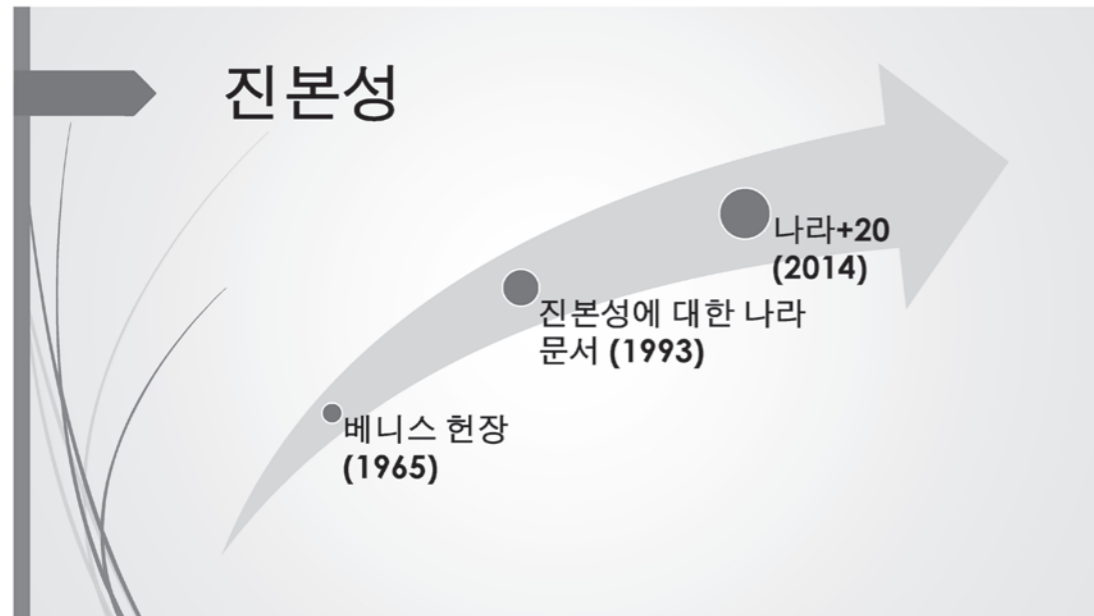 진본성
나라+20
(2014)
진본성에 대한 나라
문서 (1993)
베니스 헌장
(1965)